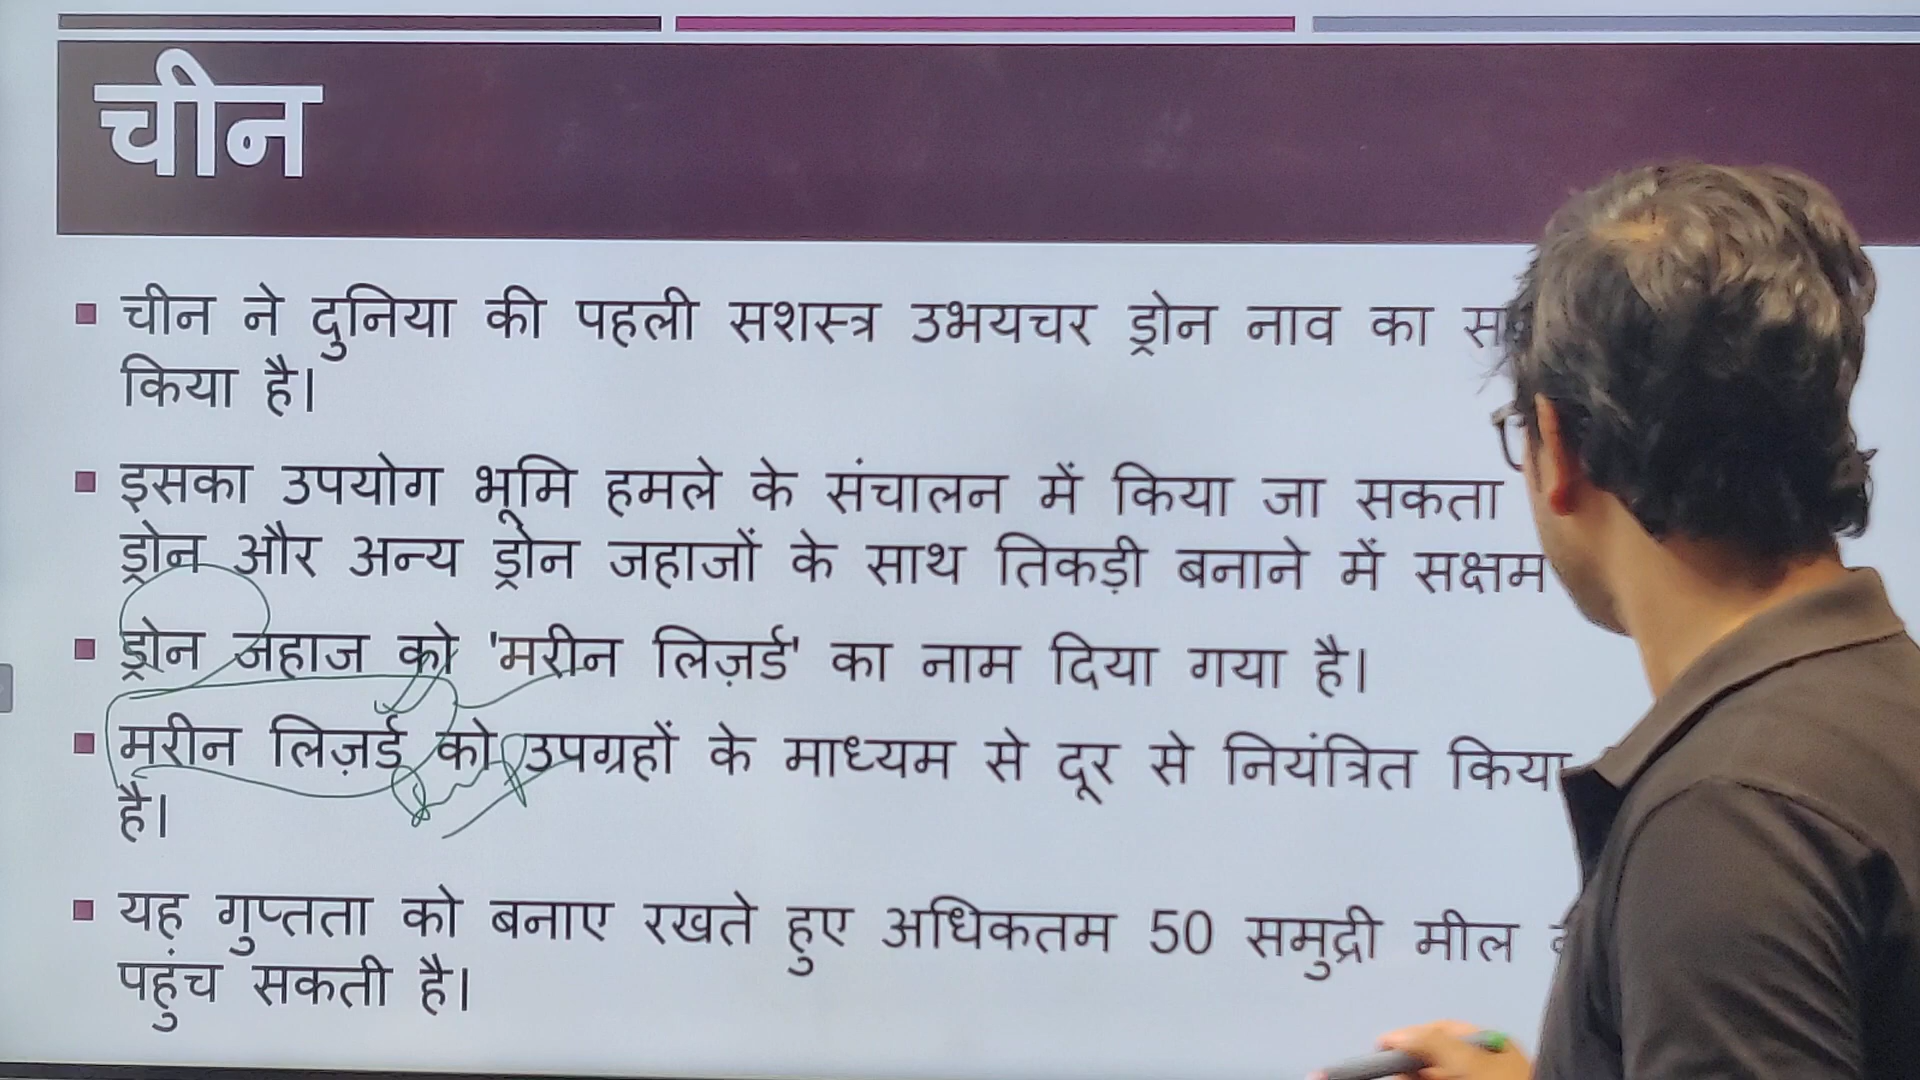 चीन
चीन ने दुनिया की पहली सशस्त्र उभयचर ड्रोन नाव का
किया है।
इसका उपयोग भूमि हमले के संचालन में किया जा सकता
ड्रोन और अन्य ड्रोन जहाजों के साथ तिकड़ी बनाने में सक्षम
ड्रोन जहाज को 'मरीन लिज़र्ड' का नाम दिया गया है।
मरीन लिज़र्ड को उपग्रहों के माध्यम से दूर से नियंत्रित किया
है।
यह गुप्तता को बनाए रखते हुए अधिकतम 50 समुद्री मील
पहुंच सकती है।